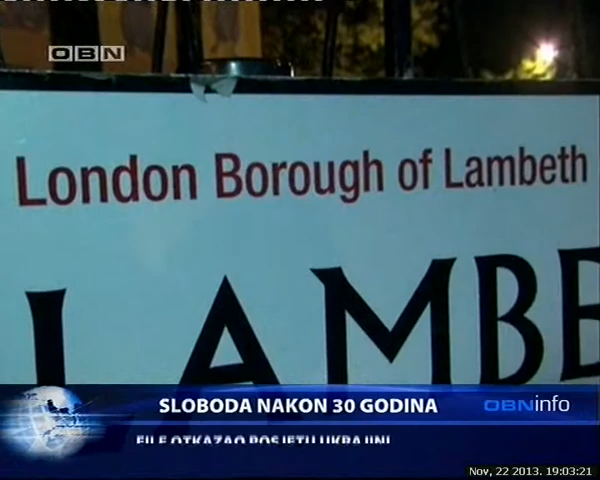 OBN
London Borough of Lambeth
LAMBE
SLOBODA NAKON 30 GODINA
OBNinfo
FILE OTKAZAO POSJETU UKRAJINI
Nov, 22 2013. 19:03:21